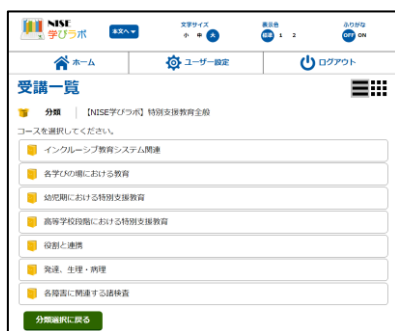 NISE
学びラボ
本文へ
文字サイズ
小 中 大
表示色
標準 1 2
ふりがな
OFF ON
ホーム
ユーザー設定
ログアウト
受講一覧
分類 【NISE学びラボ】特別支援教育全般
コースを選択してください。
インクルーシブ教育システム関連
各学びの場における教育
幼児期における特別支援教育
高等学校段階における特別支援教育
役割と連携
発達、生理・病理
各障害に関連する諸検査
分類選択に戻る